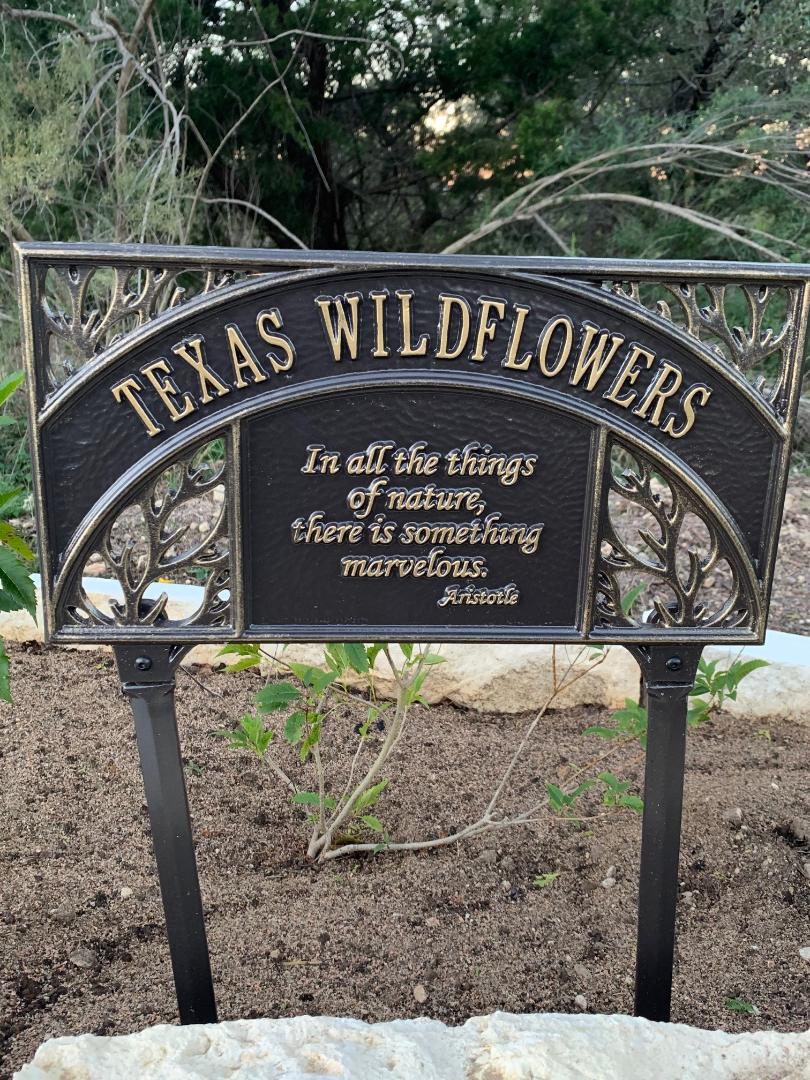 TEXAS WILDFLOWERS
In all the things
of nature,
there is something
marvelous.
Aristotle